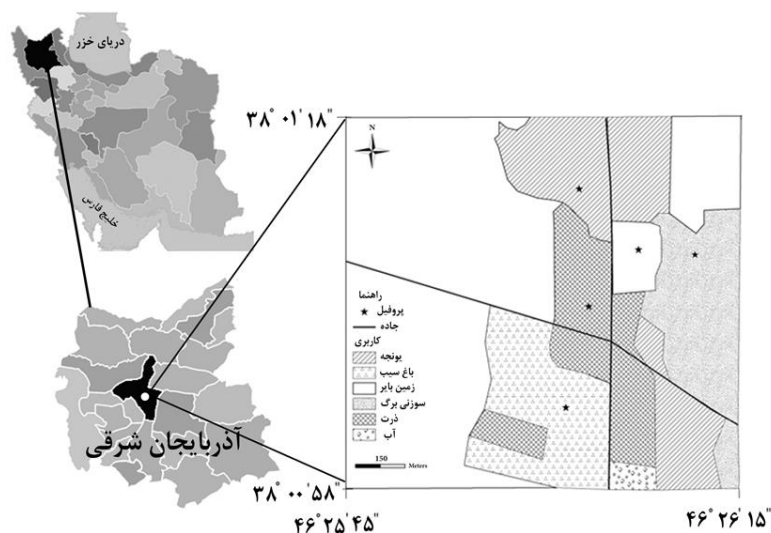 دریای خزر
خلیج فارس
آذربایجان شرقی
۳۸° ۰۱' ۱۸"
N
راهنما
پروفیل
جاده
کاربری
یونجه
باغ سیب
زمین بایر
سوزنی برگ
ذرت
آب
150
Meters
۳۸° ۰۰' ۵۸"
۴۶° ۲۵' ۴۵"
۴۶° ۲۶' ۱۵"